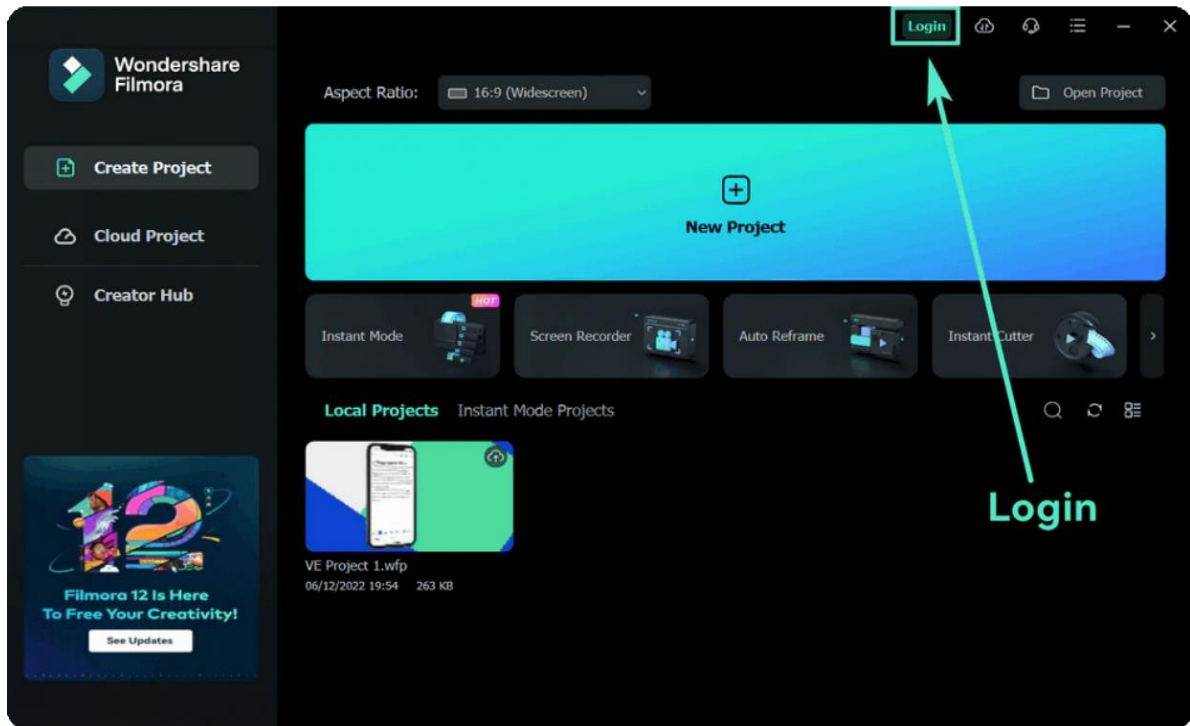 Login
Wondershare
Filmora
Aspect Ratio:
16:9 (Widescreen)
Open Project
Create Project
Cloud Project
Creator Hub
New Project
HOT
Instant Mode
Screen Recorder
Auto Reframe
Instant Cutter
Local Projects
Instant Mode Projects
Login
VE Project 1.wfp
06/12/2022 19:54
263 KB
12
Filmora 12 Is Here
To Free Your Creativity!
See Updates